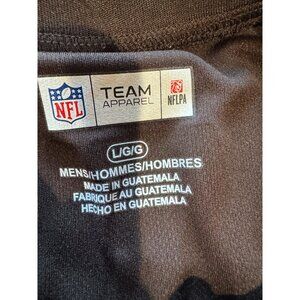 NFL
TEAM
APPAREL
NFLPA
L/G/G
MENS/HOMMES/HOMBRES
MADE IN GUATEMALA
FABRIQUE AU GUATEMALA
HECHO EN GUATEMALA